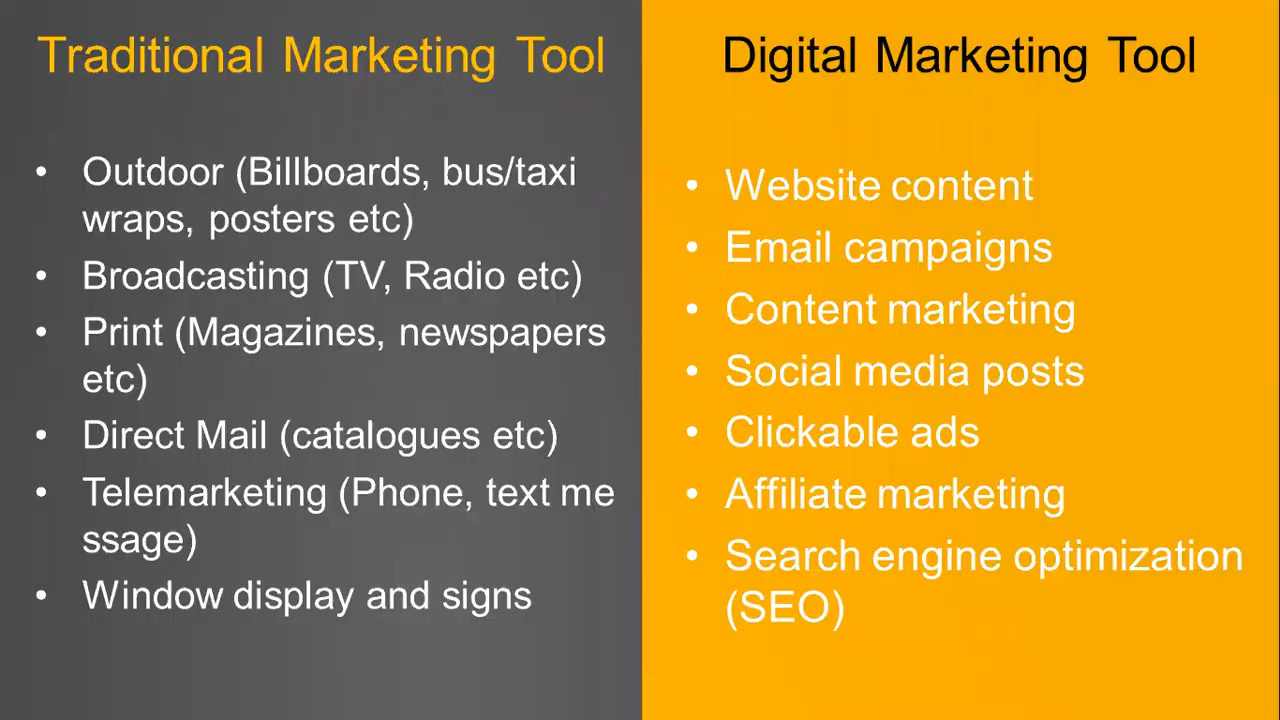 Traditional Marketing Tool
• Outdoor (Billboards, bus/taxi
wraps, posters etc)
• Broadcasting (TV, Radio etc)
• Print (Magazines, newspapers
etc)
• Direct Mail (catalogues etc)
• Telemarketing (Phone, text me
ssage)
• Window display and signs
Digital Marketing Tool
• Website content
• Email campaigns
• Content marketing
• Social media posts
• Clickable ads
• Affiliate marketing
• Search engine optimization
(SEO)